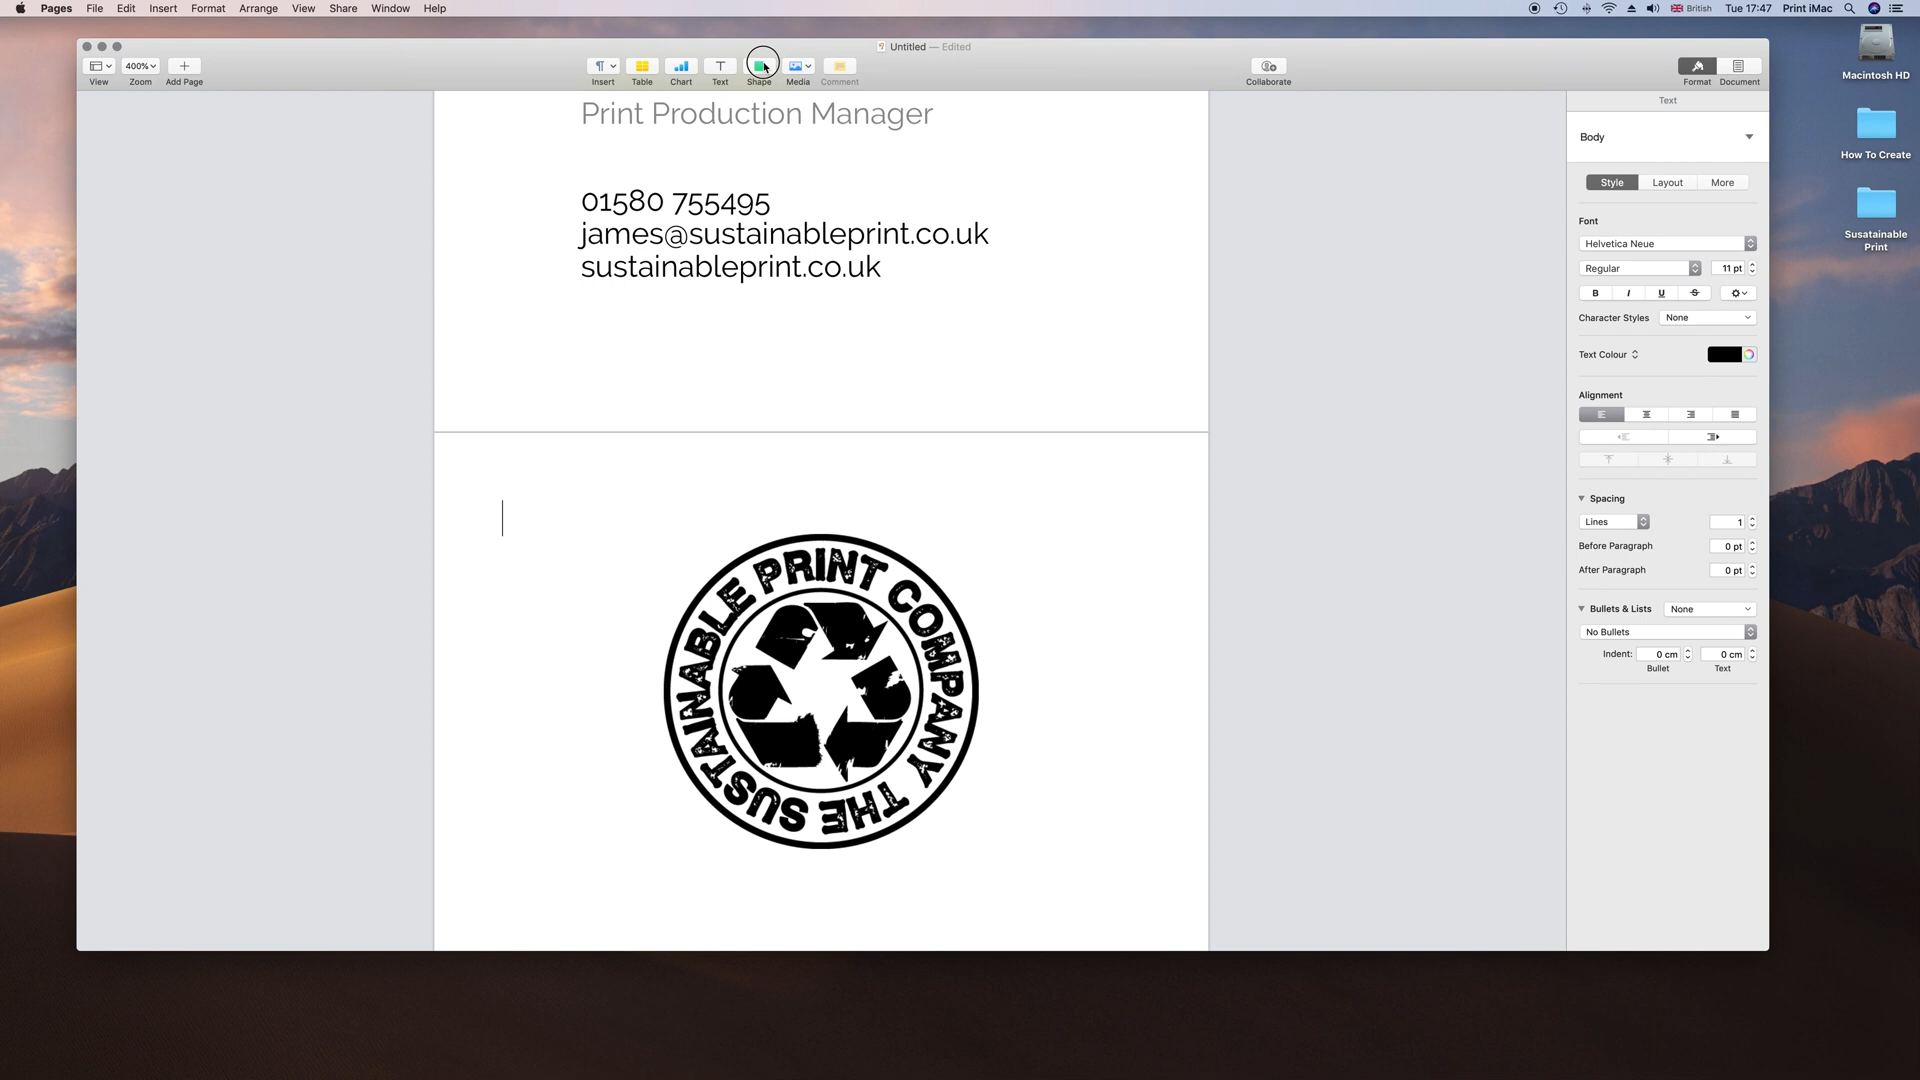 Pages File Edit Insert Format Arrange View Share Window Help
British Tue 17:47 Print iMac
Untitled — Edited
400%
View Zoom Add Page Insert Table Chart Text Shape Media Comment Collaborate Format Document
Macintosh HD
How To Create
Susatainable
Print
Print Production Manager
01580 755495
james@sustainableprint.co.uk
sustainableprint.co.uk
THE SUSTAINABLE PRINT COMPANY
Text
Body
Style Layout More
Font
Helvetica Neue
Regular 11 pt
B I U S
Character Styles None
Text Colour
Alignment
Spacing
Lines 1
Before Paragraph 0 pt
After Paragraph 0 pt
Bullets & Lists None
No Bullets
Indent: 0 cm 0 cm
Bullet Text